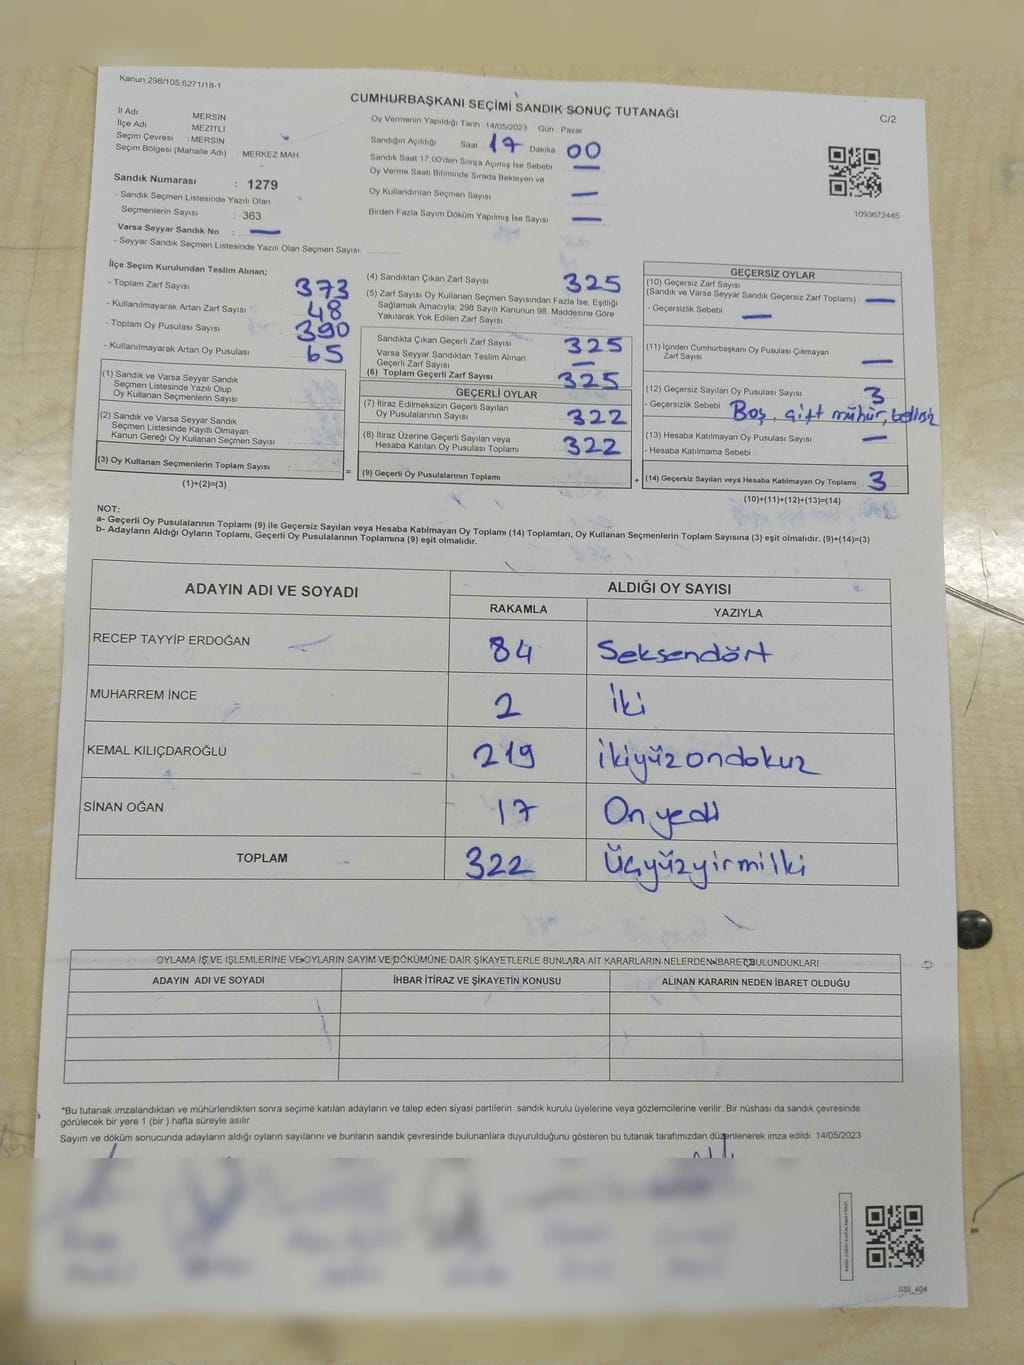 Kanun.298/105,6271/18-1
CUMHURBAŞKANI SEÇİMİ SANDIK SONUÇ TUTANAĞI
C/2
İl Adı MERSİN
İlçe Adı MEZİTLİ
Seçim Çevresi : MERSİN
Seçim Bölgesi (Mahalle Adı) : MERKEZ MAH
Sandık Numarası : 1279
- Sandık Seçmen Listesinde Yazılı Olan
Seçmenlerin Sayısı : 363
Varsa Seyyar Sandık No : —
- Seyyar Sandık Seçmen Listesinde Yazılı Olan Seçmen Sayısı:
Oy Vermenin Yapıldığı Tarih :14/05/2023 Gün : Pazar
Sandığın Açıldığı Saat 17 Dakika 00
Sandık Saat 17:00'den Sonra Açımış İse Sebebi —
Oy Verme Saati Bitiminde Sırada Bekleyen ve
Oy Kullandırılan Seçmen Sayısı —
Birden Fazla Sayım Döküm Yapılmış İse Sayısı —
1093672445
İlçe Seçim Kurulundan Teslim Alınan;
- Toplam Zarf Sayısı : 373
- Kullanılmayarak Artan Zarf Sayısı : 48
- Toplam Oy Pusulası Sayısı : 390
- Kullanılmayarak Artan Oy Pusulası : 65
(1) Sandık ve Varsa Seyyar Sandık
Seçmen Listesinde Yazılı Olup
Oy Kullanan Seçmenlerin Sayısı :
(2) Sandık ve Varsa Seyyar Sandık
Seçmen Listesinde Kayıtlı Olmayan
Kanun Gereği Oy Kullanan Seçmen Sayısı :
(3) Oy Kullanan Seçmenlerin Toplam Sayısı : =
(1)+(2)=(3)
(4) Sandıktan Çıkan Zarf Sayısı 325
(5) Zarf Sayısı Oy Kullanan Seçmen Sayısından Fazla İse, Eşitliği
Sağlamak Amacıyla, 298 Sayılı Kanunun 98. Maddesine Göre
Yakılarak Yok Edilen Zarf Sayısı
Sandıkta Çıkan Geçerli Zarf Sayısı 325
Varsa Seyyar Sandıktan Teslim Alınan
Geçerli Zarf Sayısı —
(6) Toplam Geçerli Zarf Sayısı 325
GEÇERLİ OYLAR
(7) İtiraz Edilmeksizin Geçerli Sayılan
Oy Pusulalarının Sayısı 322
(8) İtiraz Üzerine Geçerli Sayılan veya
Hesaba Katılan Oy Pusulası Toplamı 322
(9) Geçerli Oy Pusulalarının Toplamı +
GEÇERSİZ OYLAR
(10) Geçersiz Zarf Sayısı
(Sandık ve Varsa Seyyar Sandık Geçersiz Zarf Toplamı) : —
- Geçersizlik Sebebi : —
(11) İçinden Cumhurbaşkanı Oy Pusulası Çıkmayan
Zarf Sayısı —
(12) Geçersiz Sayılan Oy Pusulası Sayısı 3
- Geçersizlik Sebebi : Boş, çift mühür,
(13) Hesaba Katılmayan Oy Pusulası Sayısı —
- Hesaba Katılmama Sebebi :
(14) Geçersiz Sayılan veya Hesaba Katılmayan Oy Toplamı 3
(10)+(11)+(12)+(13)=(14)
NOT:
a- Geçerli Oy Pusulalarının Toplamı (9) ile Geçersiz Sayılan veya Hesaba Katılmayan Oy Toplamı (14) Toplamları, Oy Kullanan Seçmenlerin Toplam Sayısına (3) eşit olmalıdır. (9)+(14)=(3)
b- Adayların Aldığı Oyların Toplamı, Geçerli Oy Pusulalarının Toplamına (9) eşit olmalıdır.
ADAYIN ADI VE SOYADI
ALDIĞI OY SAYISI
RAKAMLA YAZIYLA
RECEP TAYYİP ERDOĞAN 84 Seksendört
MUHARREM İNCE 2 İki
KEMAL KILIÇDAROĞLU 219 İkiyüzondokuz
SİNAN OĞAN 17 On yedi
TOPLAM 322 Üçyüzyirmiiki
OYLAMA İŞ VE İŞLEMLERİNE VE OYLARIN SAYIM VE DÖKÜMÜNE DAİR ŞİKAYETLERLE BUNLARA AİT KARARLARIN NELERDEN İBARET BULUNDUKLARI
ADAYIN ADI VE SOYADI İHBAR İTİRAZ VE ŞİKAYETİN KONUSU ALINAN KARARIN NEDEN İBARET OLDUĞU
*Bu tutanak imzalandıktan ve mühürlendikten sonra seçime katılan adayların ve talep eden siyasi partilerin sandık kurulu üyelerine veya gözlemcilerine verilir .Bir nüshası da sandık çevresinde
görülecek bir yere 1 (bir ) hafta süreyle asılır.
Sayım ve döküm sonucunda adayların aldığı oyların sayılarını ve bunların sandık çevresinde bulunanlara duyurulduğunu gösteren bu tutanak tarafımızdan düzenlenerek imza edildi. 14/05/2023
SSİ_404